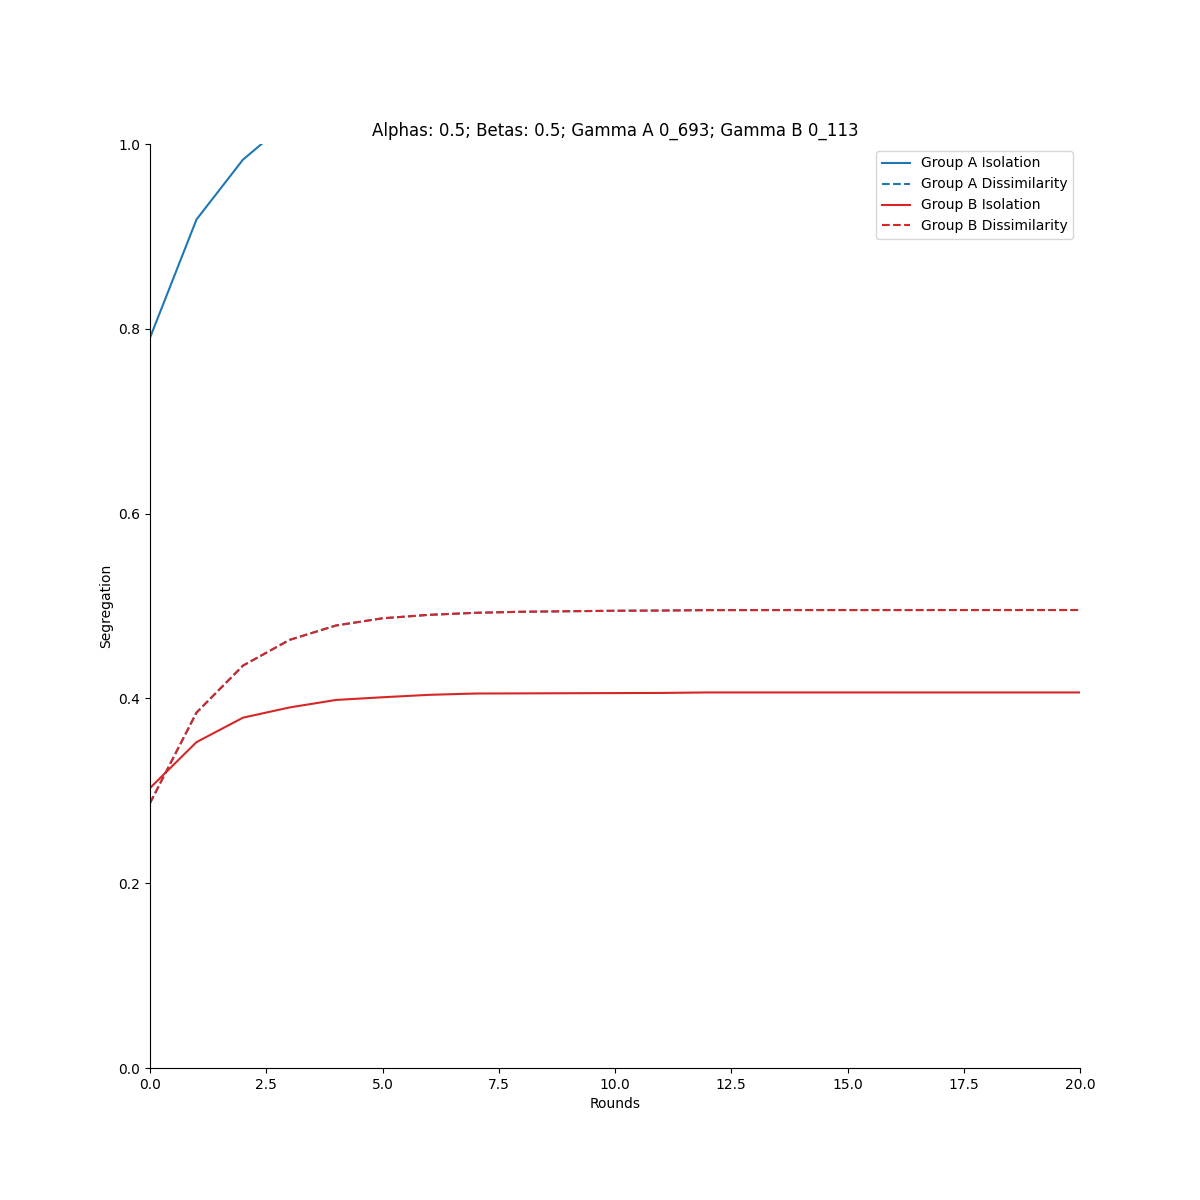 Alphas: 0.5; Betas: 0.5; Gamma A 0_693; Gamma B 0_113
Group A Isolation
Group A Dissimilarity
Group B Isolation
Group B Dissimilarity
1.0
0.8
0.6
0.4
0.2
0.0
Segregation
0.0 2.5 5.0 7.5 10.0 12.5 15.0 17.5 20.0
Rounds